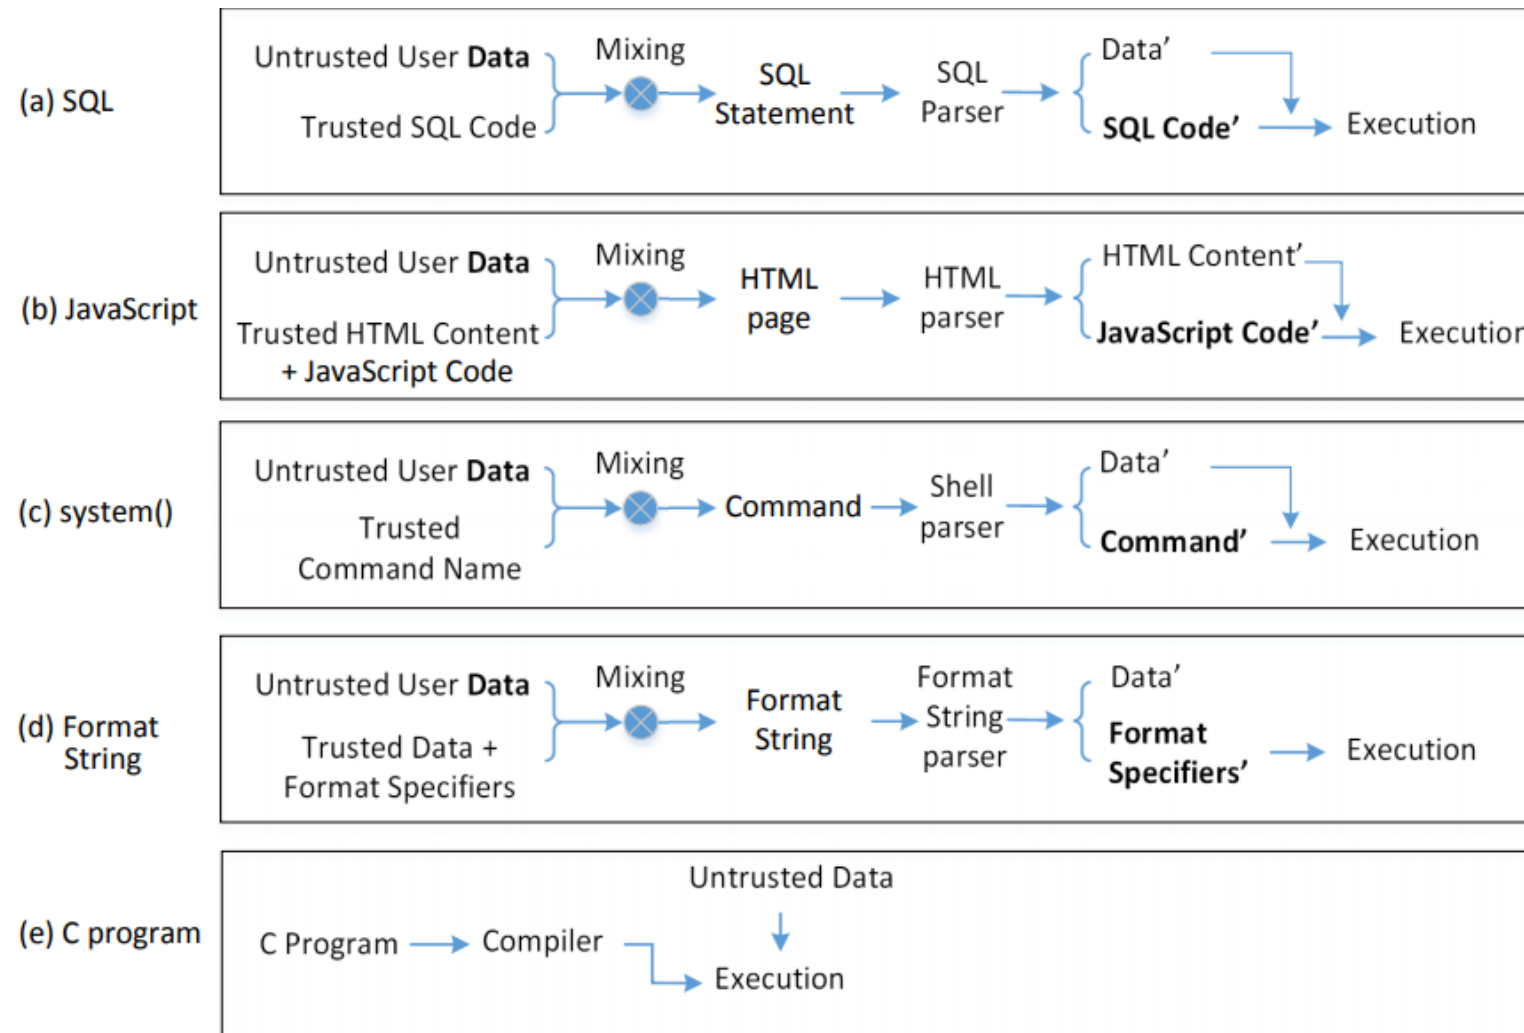 (a) SQL
Untrusted User Data
Trusted SQL Code
Mixing
SQL
Statement
SQL
Parser
Data’
SQL Code’
Execution
(b) JavaScript
Untrusted User Data
Trusted HTML Content
+ JavaScript Code
Mixing
HTML
page
HTML
parser
HTML Content’
JavaScript Code’
Execution
(c) system()
Untrusted User Data
Trusted
Command Name
Mixing
Command
Shell
parser
Data’
Command’
Execution
(d) Format
String
Untrusted User Data
Trusted Data +
Format Specifiers
Mixing
Format
String
Format
String
parser
Data’
Format
Specifiers’
Execution
(e) C program
C Program
Compiler
Untrusted Data
Execution